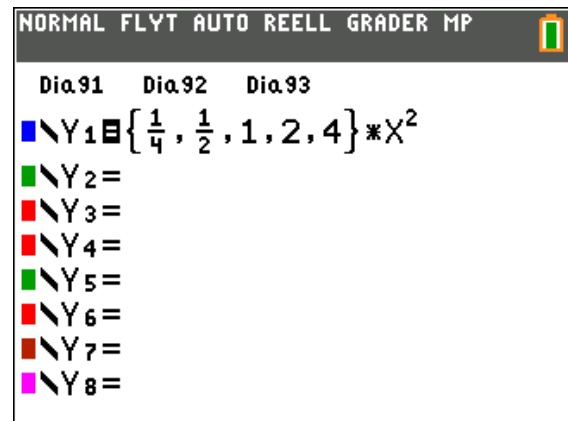 NORMAL FLYT AUTO REELL GRADER MP
Dia91 Dia92 Dia93
\Y1={1/4,1/2,1,2,4}*X²
\Y2=
\Y3=
\Y4=
\Y5=
\Y6=
\Y7=
\Y8=